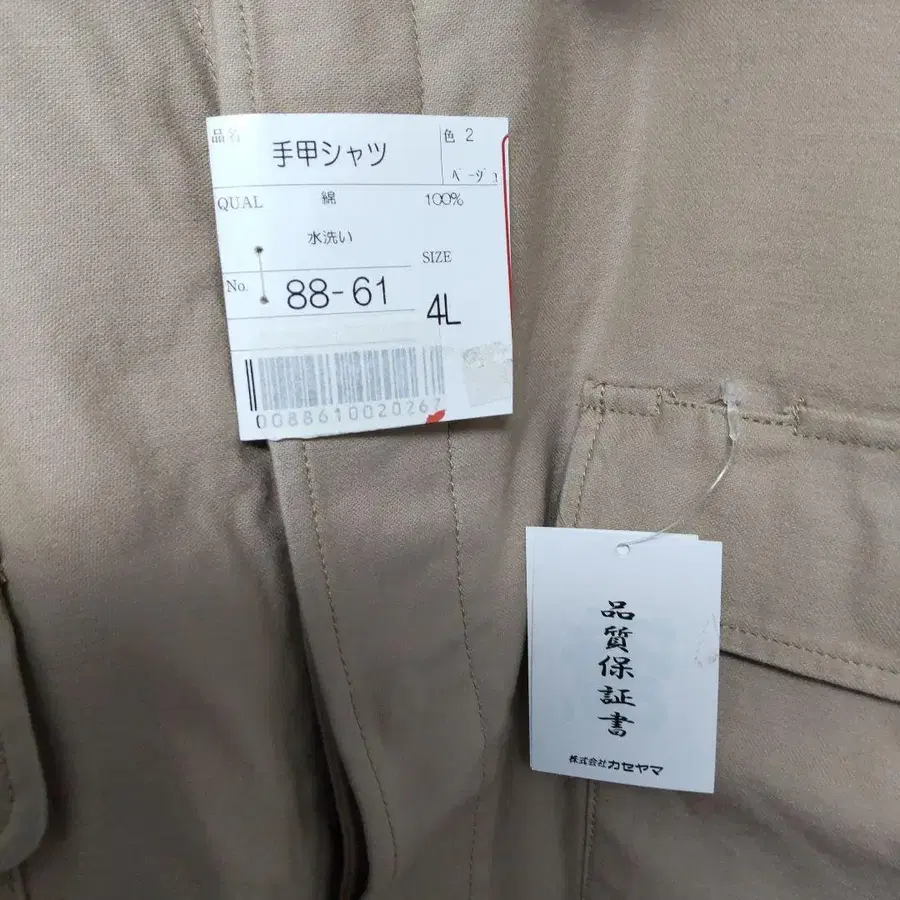 品名 手甲シャツ 色 2
ベージュ
QUAL 綿 100%
水洗い
SIZE
No. 88-61
4L
0088610020267
品質保証書
株式会社カセヤマ